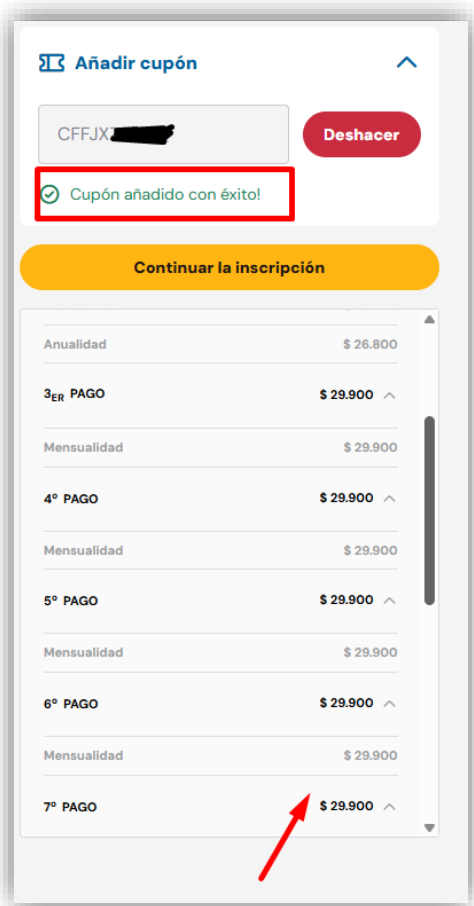 Añadir cupón
CFFJX
Deshacer
Cupón añadido con éxito!
Continuar la inscripción
Anualidad $ 26.800
3ER PAGO $ 29.900
Mensualidad $ 29.900
4º PAGO $ 29.900
Mensualidad $ 29.900
5º PAGO $ 29.900
Mensualidad $ 29.900
6º PAGO $ 29.900
Mensualidad $ 29.900
7º PAGO $ 29.900